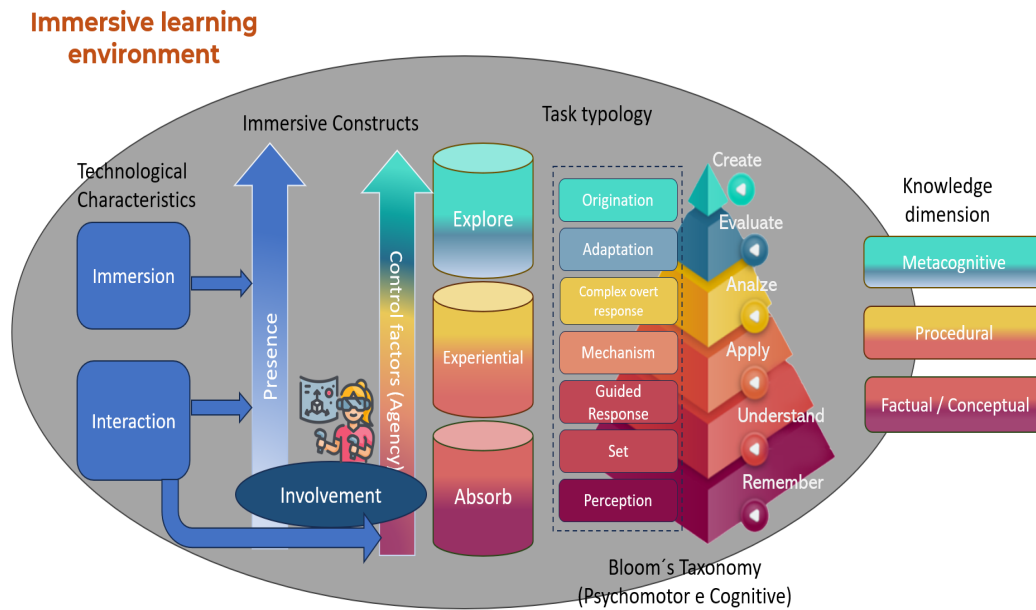 Immersive learning
environment
Immersive Constructs
Task typology
Technological
Characteristics
Knowledge
dimension
Immersion
Interaction
Presence
Control factors (Agency)
Involvement
Explore
Experiential
Absorb
Origination
Adaptation
Complex overt
response
Mechanism
Guided
Response
Set
Perception
Create
Evaluate
Analze
Apply
Understand
Remember
Metacognitive
Procedural
Factual / Conceptual
Bloom´s Taxonomy
(Psychomotor e Cognitive)